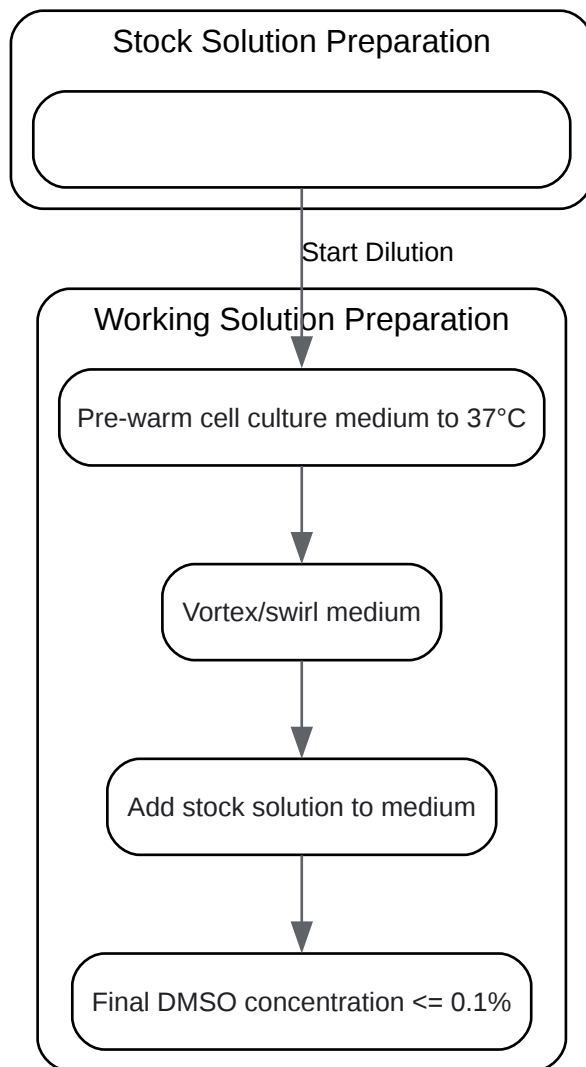 Stock Solution Preparation
Start Dilution
Working Solution Preparation
Pre-warm cell culture medium to 37°C
Vortex/swirl medium
Add stock solution to medium
Final DMSO concentration <= 0.1%